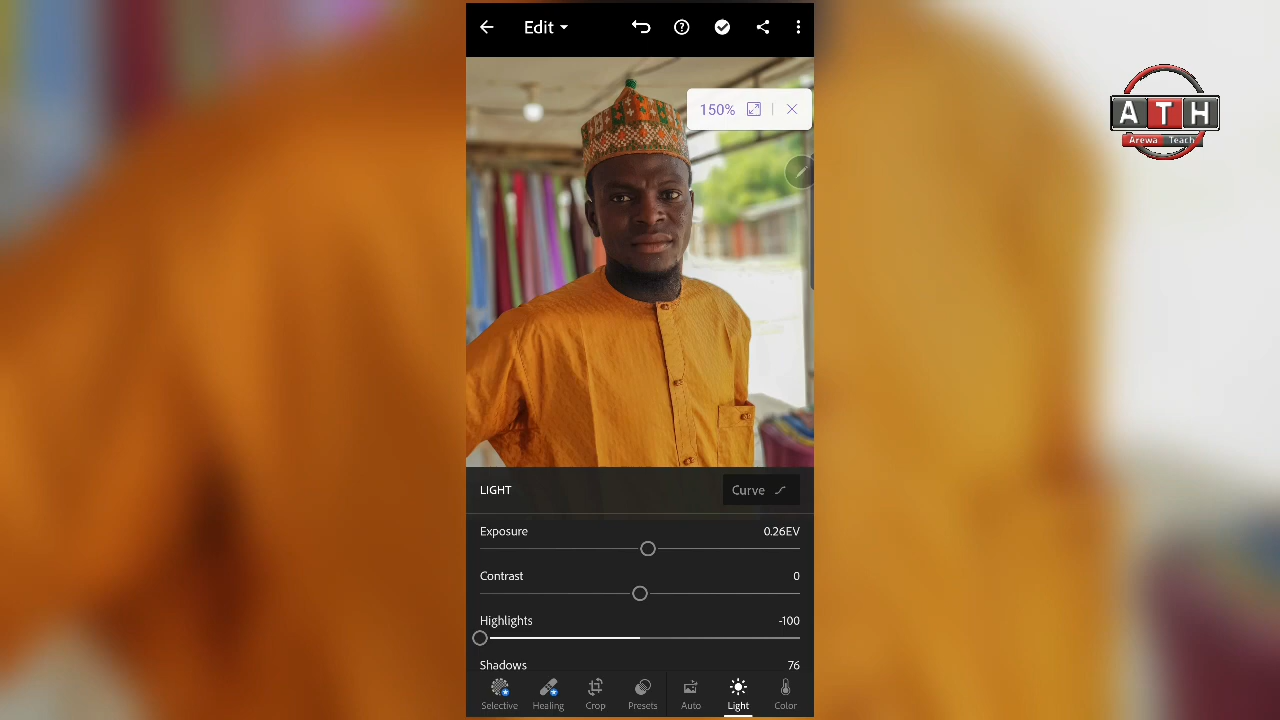 Edit
150%
ATH
Arewa Teach
LIGHT
Curve
Exposure 0.26EV
Contrast 0
Highlights -100
Shadows 76
Selective Healing Crop Presets Auto Light Color